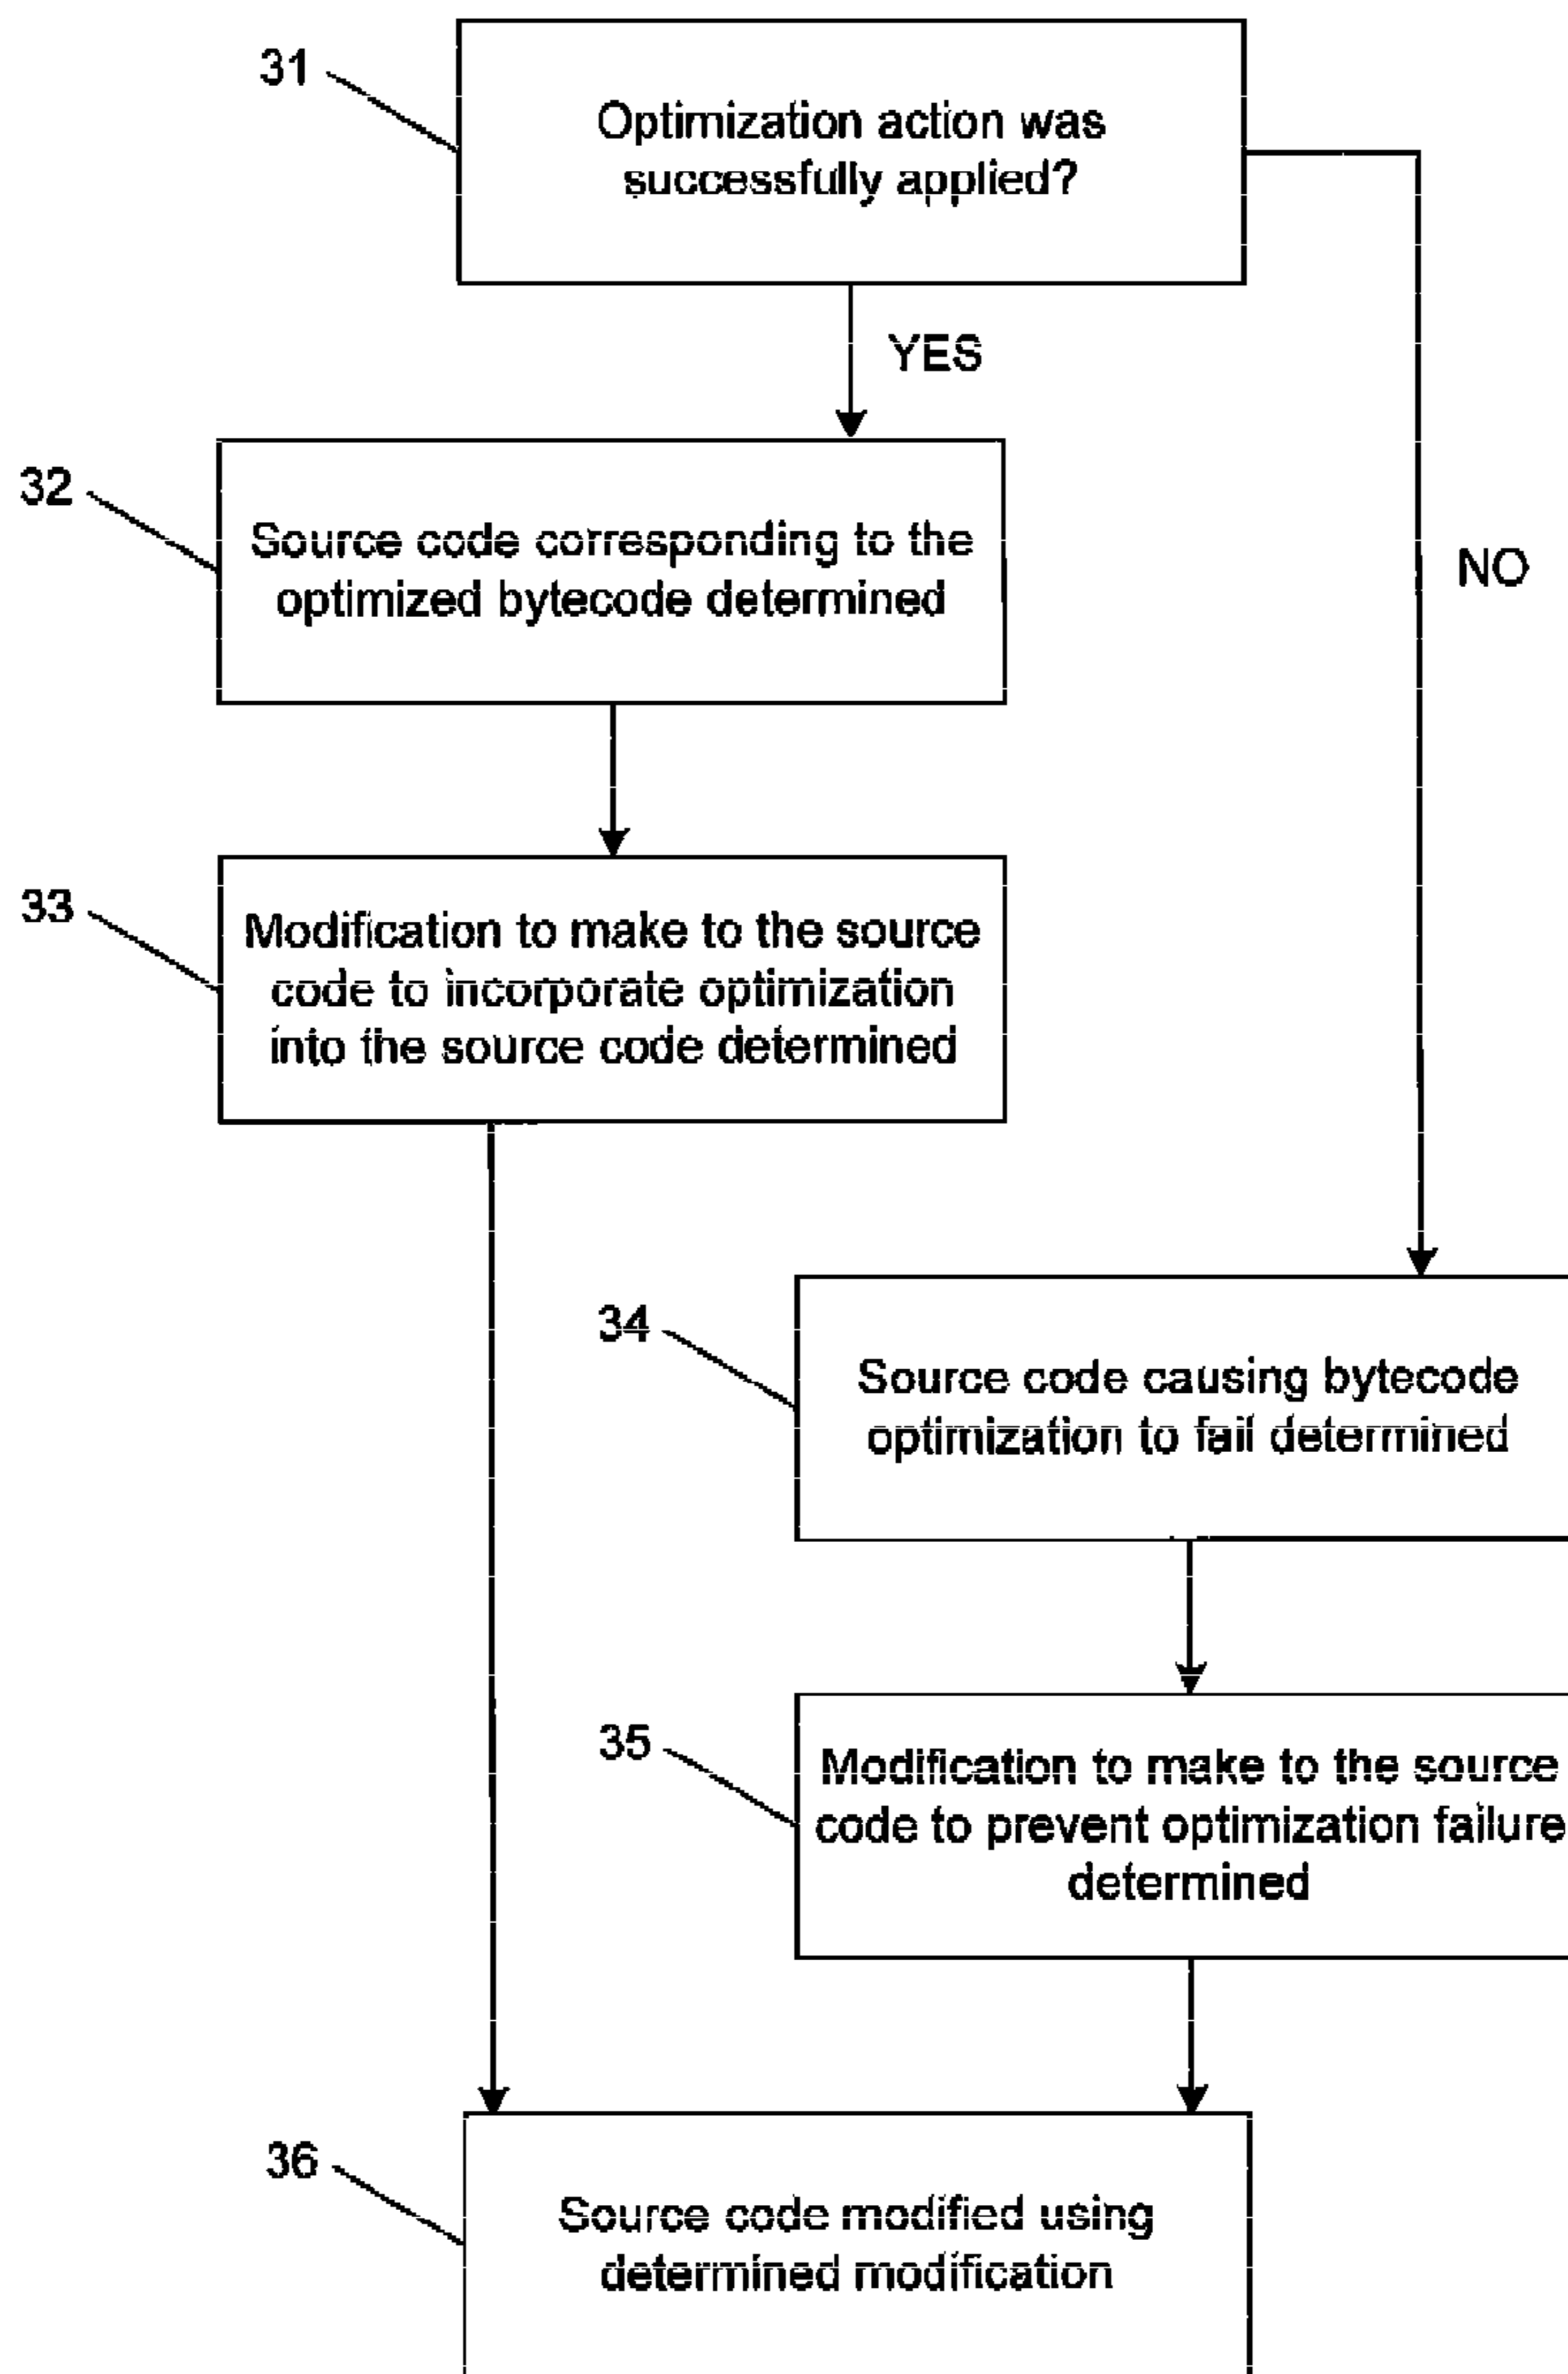 31
Optimization action was
successfully applied?
YES
NO
32
Source code corresponding to the
optimized bytecode determined
33
Modification to make to the source
code to incorporate optimization
into the source code determined
34
Source code causing bytecode
optimization to fail determined
35
Modification to make to the source
code to prevent optimization failure
determined
36
Source code modified using
determined modification